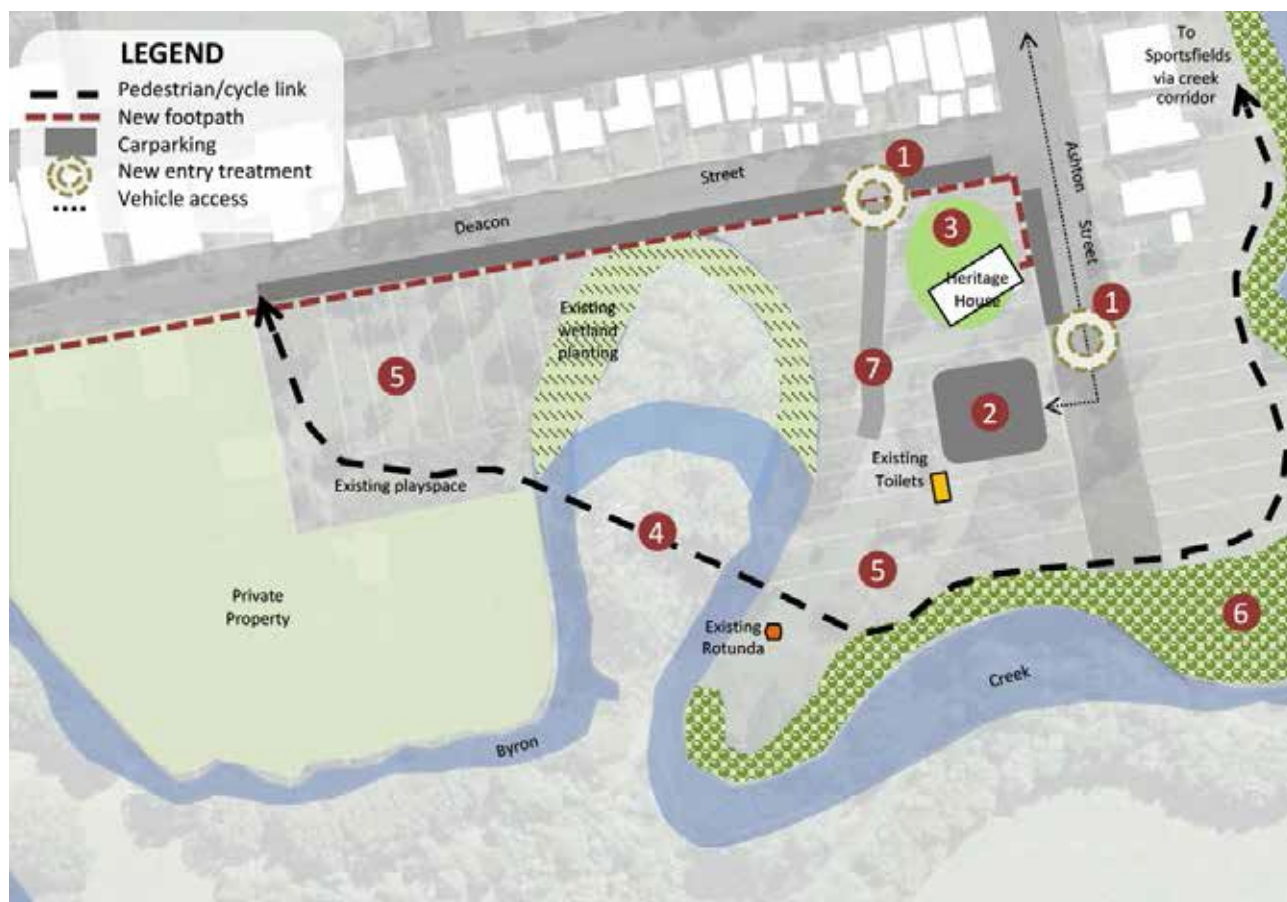 LEGEND
Pedestrian/cycle link
New footpath
Carparking
New entry treatment
Vehicle access
To
Sportsfields
via creek
corridor
Deacon
Street
Ashton
Street
1
3
Heritage
House
1
Existing
wetland
planting
5
7
2
Existing
Toilets
Existing playspace
4
5
Private
Property
Existing
Rotunda
6
Creek
Byron